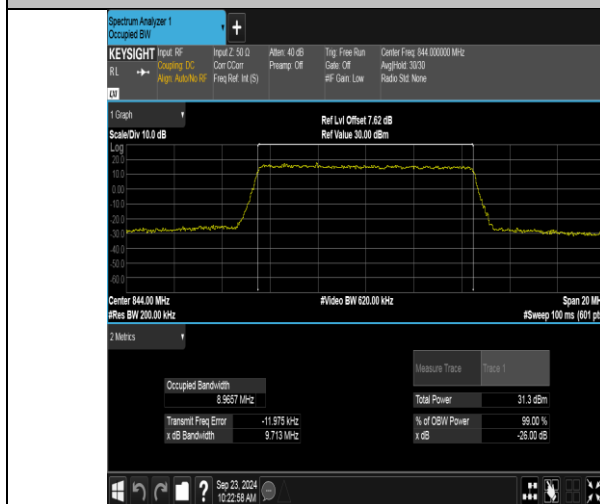 Spectrum Analyzer 1
Occupied BW
+
KEYSIGHT Input: RF Input Z: 50 Ω Atten: 40 dB Trig: Free Run Center Freq: 844.000000 MHz
RL Coupling: DC Corr CCorr Preamp: Off Gate: Off Avg|Hold: 30/30
Align: Auto/No RF Freq Ref: Int (S) #IF Gain: Low Radio Std: None
1 Graph
Ref Lvl Offset 7.62 dB
Scale/Div 10.0 dB Ref Value 30.00 dBm
Log
20.0
10.0
0.00
-10.0
-20.0
-30.0
-40.0
-50.0
-60.0
Center 844.00 MHz #Video BW 620.00 kHz Span 20 MH
#Res BW 200.00 kHz #Sweep 100 ms (601 pt
2 Metrics
Measure Trace Trace 1
Occupied Bandwidth
8.9657 MHz Total Power 31.3 dBm
Transmit Freq Error -11.975 kHz % of OBW Power 99.00 %
x dB Bandwidth 9.713 MHz x dB -26.00 dB
? Sep 23, 2024
10:22:58 AM